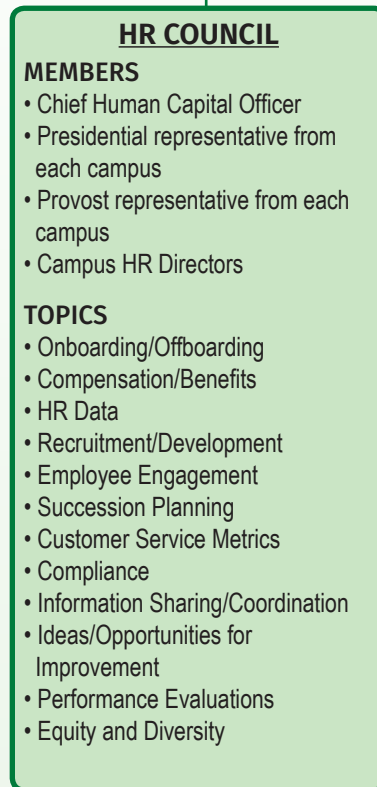 HR COUNCIL
MEMBERS
• Chief Human Capital Officer
• Presidential representative from
each campus
• Provost representative from each
campus
• Campus HR Directors
TOPICS
• Onboarding/Offboarding
• Compensation/Benefits
• HR Data
• Recruitment/Development
• Employee Engagement
• Succession Planning
• Customer Service Metrics
• Compliance
• Information Sharing/Coordination
• Ideas/Opportunities for
Improvement
• Performance Evaluations
• Equity and Diversity